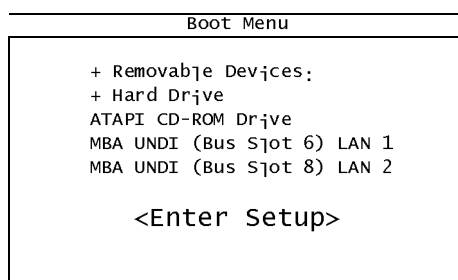 Boot Menu
+ Removable Devices:
+ Hard Drive
ATAPI CD-ROM Drive
MBA UNDI (Bus Slot 6) LAN 1
MBA UNDI (Bus Slot 8) LAN 2
<Enter Setup>